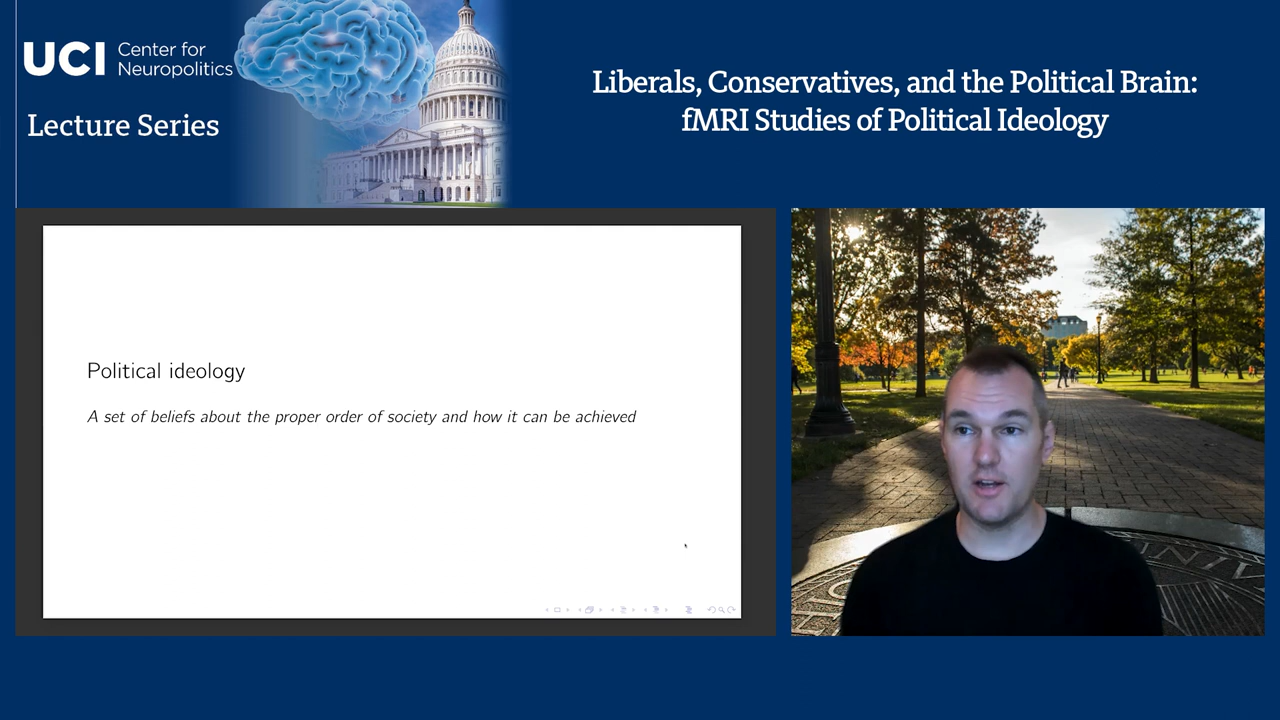 UCI Center for
Neuropolitics
Lecture Series
Liberals, Conservatives, and the Political Brain:
fMRI Studies of Political Ideology
Political ideology
A set of beliefs about the proper order of society and how it can be achieved
UNIV